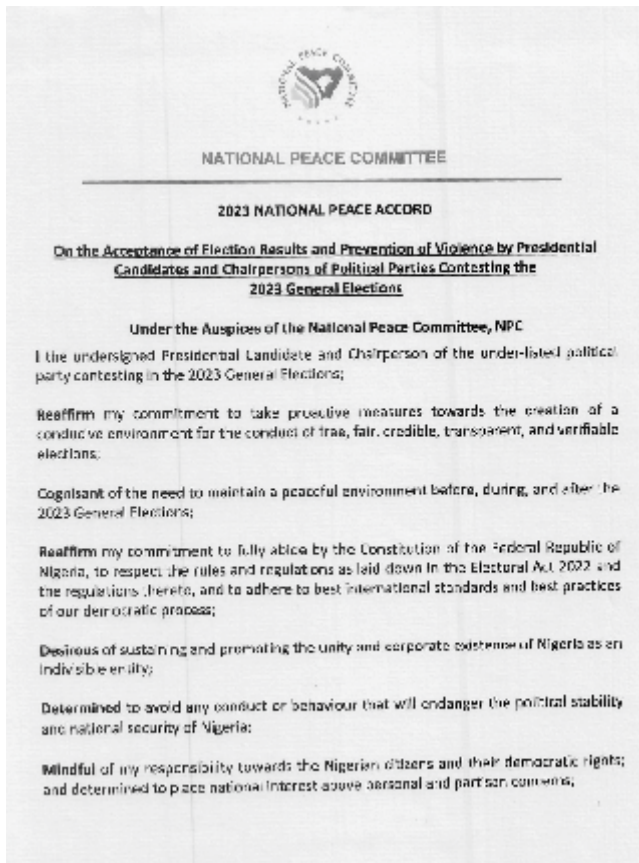 NATIONAL PEACE COMMITTEE
NATIONAL PEACE COMMITTEE
2023 NATIONAL PEACE ACCORD
On the Acceptance of Election Results and Prevention of Violence by Presidential
Candidates and Chairpersons of Political Parties Contesting the
2023 General Elections
Under the Auspices of the National Peace Committee, NPC
I the undersigned Presidential Candidate and Chairperson of the under-listed political
party contesting in the 2023 General Elections;
Reaffirm my commitment to take proactive measures towards the creation of a
conducive environment for the conduct of free, fair, credible, transparent, and verifiable
elections;
Cognisant of the need to maintain a peaceful environment before, during, and after the
2023 General Elections;
Reaffirm my commitment to fully abide by the Constitution of the Federal Republic of
Nigeria, to respect the rules and regulations as laid down in the Electoral Act 2022 and
the regulations thereto, and to adhere to best international standards and best practices
of our democratic process;
Desirous of sustaining and promoting the unity and corporate existence of Nigeria as an
indivisible entity;
Determined to avoid any conduct or behaviour that will endanger the political stability
and national security of Nigeria;
Mindful of my responsibility towards the Nigerian citizens and their democratic rights;
and determined to place national interest above personal and partisan concerns;